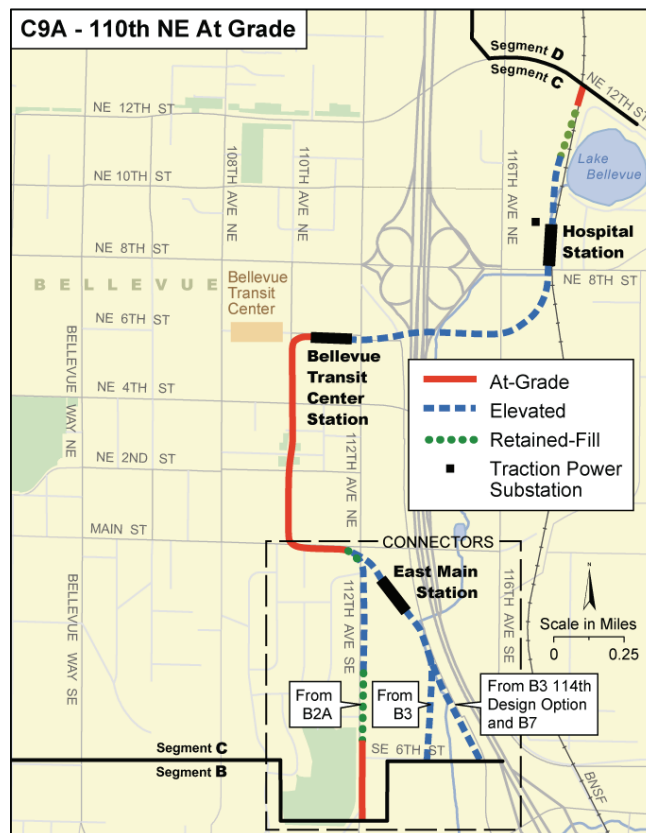 C9A - 110th NE At Grade
Segment D
Segment C
NE 12TH ST
NE 12TH ST
108TH AVE NE
110TH AVE NE
116TH AVE NE
Lake
Bellevue
NE 10TH ST
Hospital
Station
NE 8TH ST
NE 8TH ST
BELLEVUE
Bellevue
Transit
Center
NE 6TH ST
BELLEVUE WAY NE
Bellevue
Transit
Center
Station
At-Grade
Elevated
Retained-Fill
Traction Power
Substation
NE 4TH ST
112TH AVE NE
NE 2ND ST
MAIN ST
CONNECTORS
East Main
Station
BELLEVUE WAY SE
112TH AVE SE
116TH AVE SE
N
Scale in Miles
0 0.25
From
B2A
From
B3
From B3 114th
Design Option
and B7
SE 6TH ST
Segment C
Segment B
BNSF